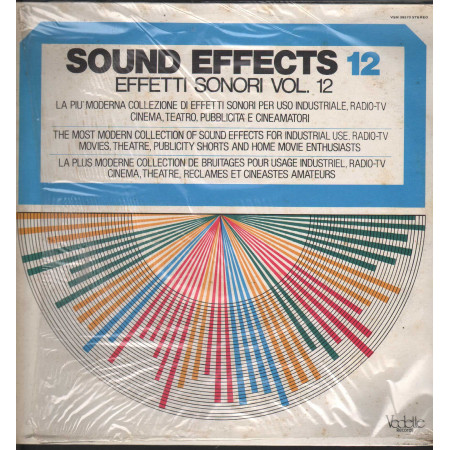 SOUND EFFECTS 12
EFFETTI SONORI VOL. 12
LA PIU' MODERNA COLLEZIONE DI EFFETTI SONORI PER USO INDUSTRIALE, RADIO-TV
CINEMA, TEATRO, PUBBLICITA' E CINEAMATORI
THE MOST MODERN COLLECTION OF SOUND EFFECTS FOR INDUSTRIAL USE, RADIO-TV
MOVIES, THEATRE, PUBLICITY SHORTS AND HOME MOVIE ENTHUSIASTS
LA PLUS MODERNE COLLECTION DE BRUITAGES POUR USAGE INDUSTRIEL, RADIO-TV
CINEMA, THEATRE, RECLAMES ET CINEASTES AMATEURS
Vedette
RECORDS